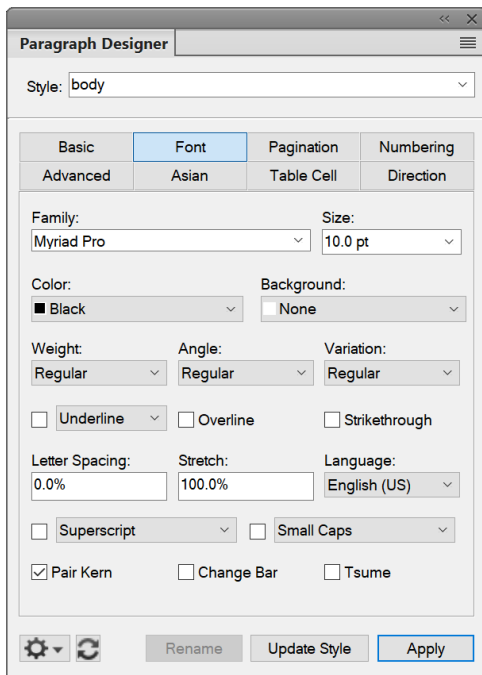 Paragraph Designer
Style: body
Basic Font Pagination Numbering
Advanced Asian Table Cell Direction
Family: Size:
Myriad Pro 10.0 pt
Color: Background:
Black None
Weight: Angle: Variation:
Regular Regular Regular
Underline Overline Strikethrough
Letter Spacing: Stretch: Language:
0.0% 100.0% English (US)
Superscript Small Caps
Pair Kern Change Bar Tsume
Rename Update Style Apply